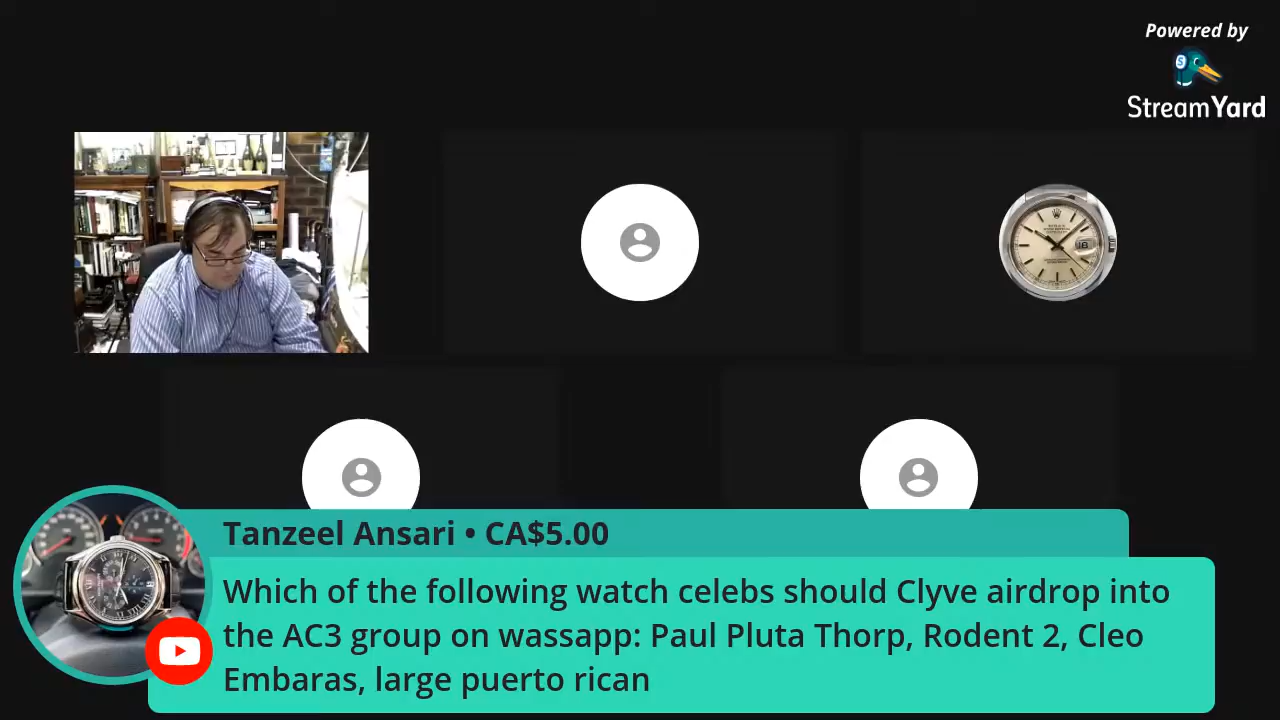 Powered by
StreamYard
Tanzeel Ansari • CA$5.00
Which of the following watch celebs should Clyve airdrop into
the AC3 group on wassapp: Paul Pluta Thorp, Rodent 2, Cleo
Embaras, large puerto rican